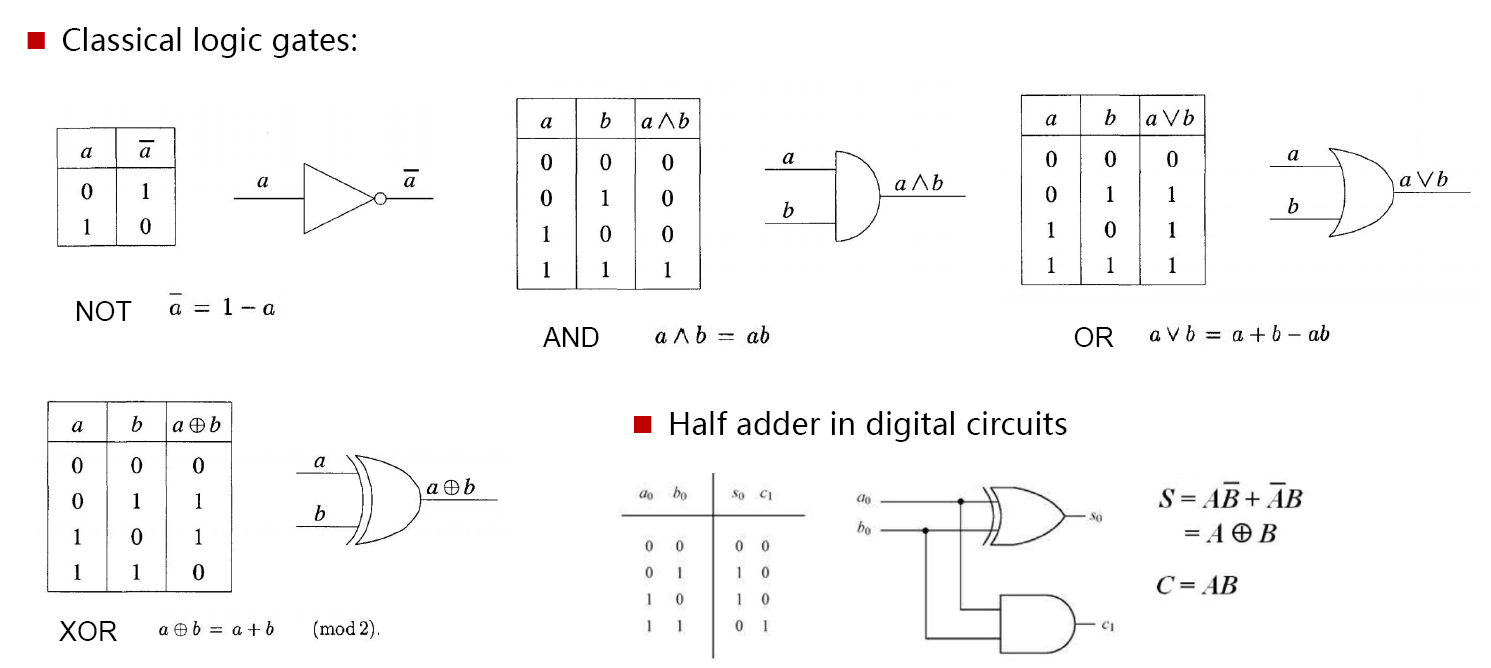 ■ Classical logic gates:
a a̅
0 1
1 0
a a̅
NOT a̅ = 1 − a
a b a∧b
0 0 0
0 1 0
1 0 0
1 1 1
a
b
a∧b
AND a ∧ b = ab
a b a∨b
0 0 0
0 1 1
1 0 1
1 1 1
a
b
a∨b
OR a ∨ b = a + b − ab
a b a⊕b
0 0 0
0 1 1
1 0 1
1 1 0
a
b
a⊕b
XOR a ⊕ b = a + b (mod 2).
■ Half adder in digital circuits
a₀ b₀ s₀ c₁
0 0 0 0
0 1 1 0
1 0 1 0
1 1 0 1
a₀
b₀
s₀
c₁
S = AB̅ + A̅B
= A ⊕ B
C = AB